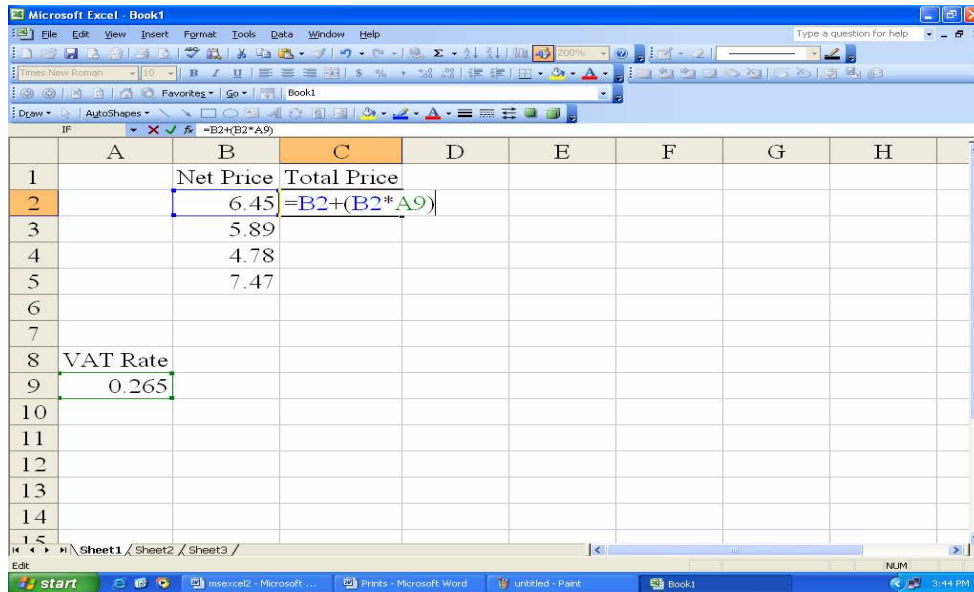 Microsoft Excel - Book1
File Edit View Insert Format Tools Data Window Help Type a question for help
200%
Times New Roman 10 B I U $ % ,
Favorites Go Book1
Draw AutoShapes
IF =B2+(B2*A9)
A B C D E F G H
1 Net Price Total Price
2 6.45 =B2+(B2*A9)
3 5.89
4 4.78
5 7.47
6
7
8 VAT Rate
9 0.265
10
11
12
13
14
15
Sheet1 Sheet2 Sheet3
Edit NUM
start msexcel2 - Microsoft ... Prints - Microsoft Word untitled - Paint Book1 3:44 PM